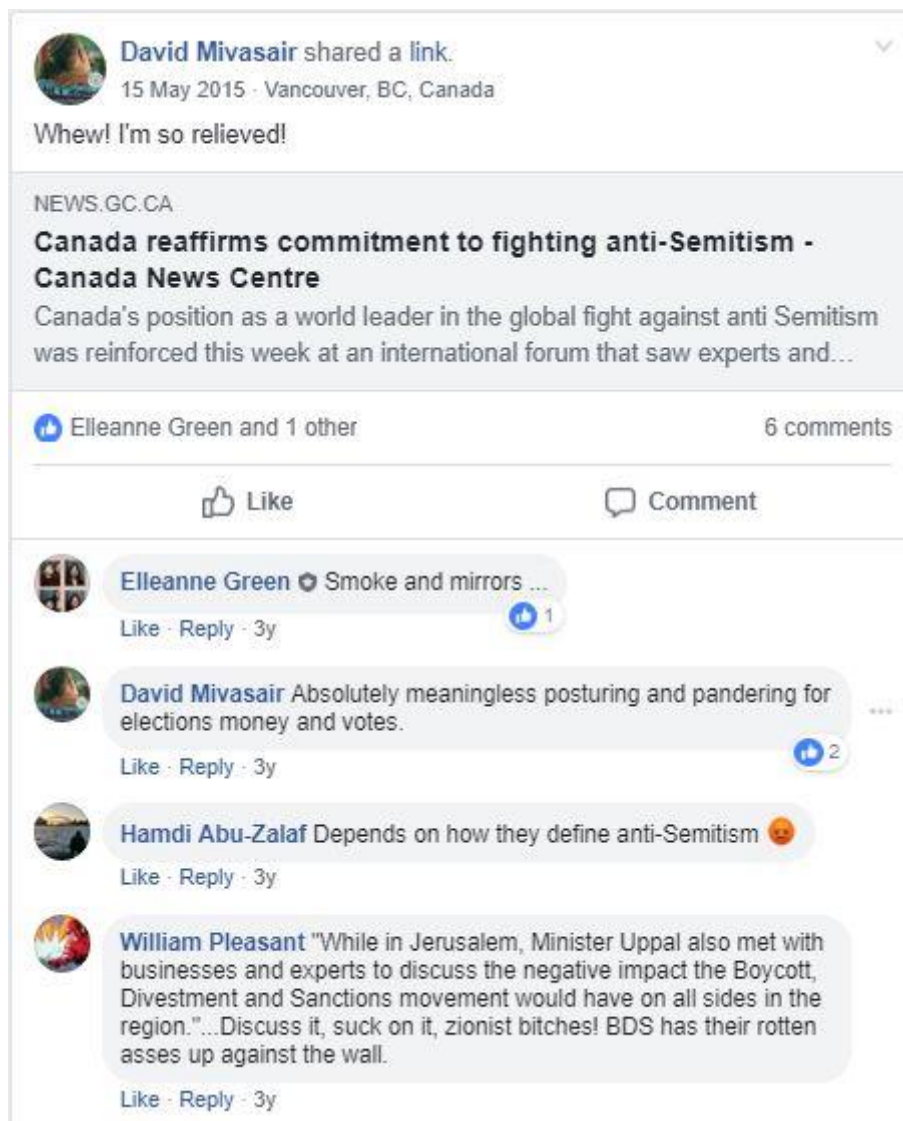 David Mivasair shared a link.
15 May 2015 · Vancouver, BC, Canada
Whew! I'm so relieved!
NEWS.GC.CA
Canada reaffirms commitment to fighting anti-Semitism -
Canada News Centre
Canada's position as a world leader in the global fight against anti Semitism
was reinforced this week at an international forum that saw experts and...
Elleanne Green and 1 other 6 comments
Like Comment
Elleanne Green Smoke and mirrors ...
1
Like · Reply · 3y
David Mivasair Absolutely meaningless posturing and pandering for
elections money and votes.
2
Like · Reply · 3y
Hamdi Abu-Zalaf Depends on how they define anti-Semitism 😡
Like · Reply · 3y
William Pleasant "While in Jerusalem, Minister Uppal also met with
businesses and experts to discuss the negative impact the Boycott,
Divestment and Sanctions movement would have on all sides in the
region."...Discuss it, suck on it, zionist bitches! BDS has their rotten
asses up against the wall.
Like · Reply · 3y